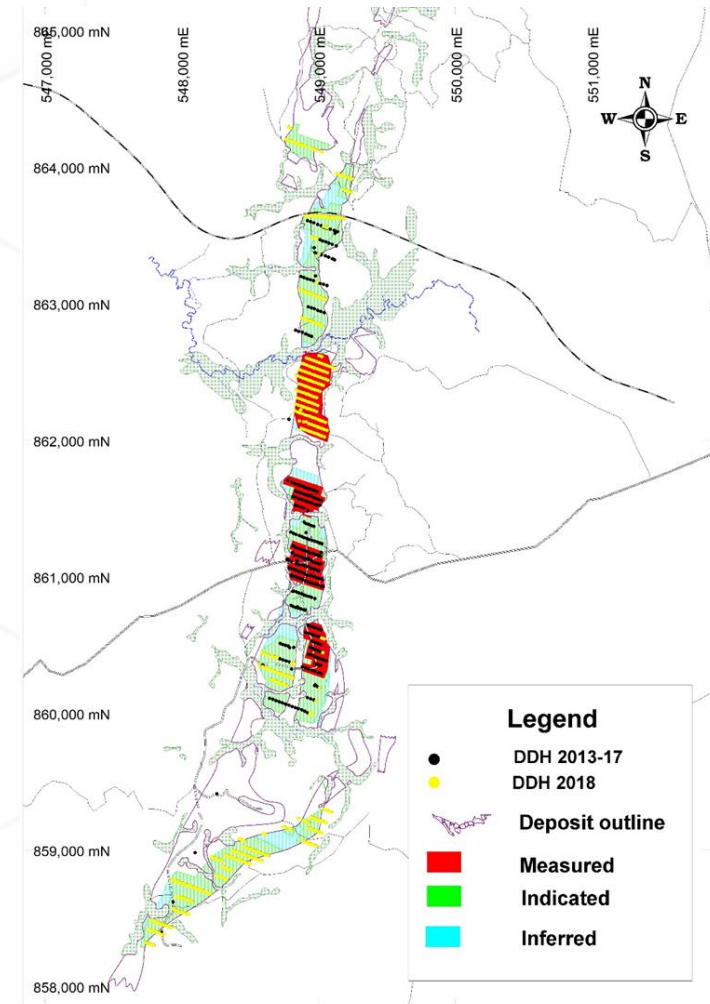 865,000 mN
547,000 mE
548,000 mE
549,000 mE
550,000 mE
551,000 mE
N
W
E
S
864,000 mN
863,000 mN
862,000 mN
861,000 mN
860,000 mN
859,000 mN
858,000 mN
Legend
DDH 2013-17
DDH 2018
Deposit outline
Measured
Indicated
Inferred